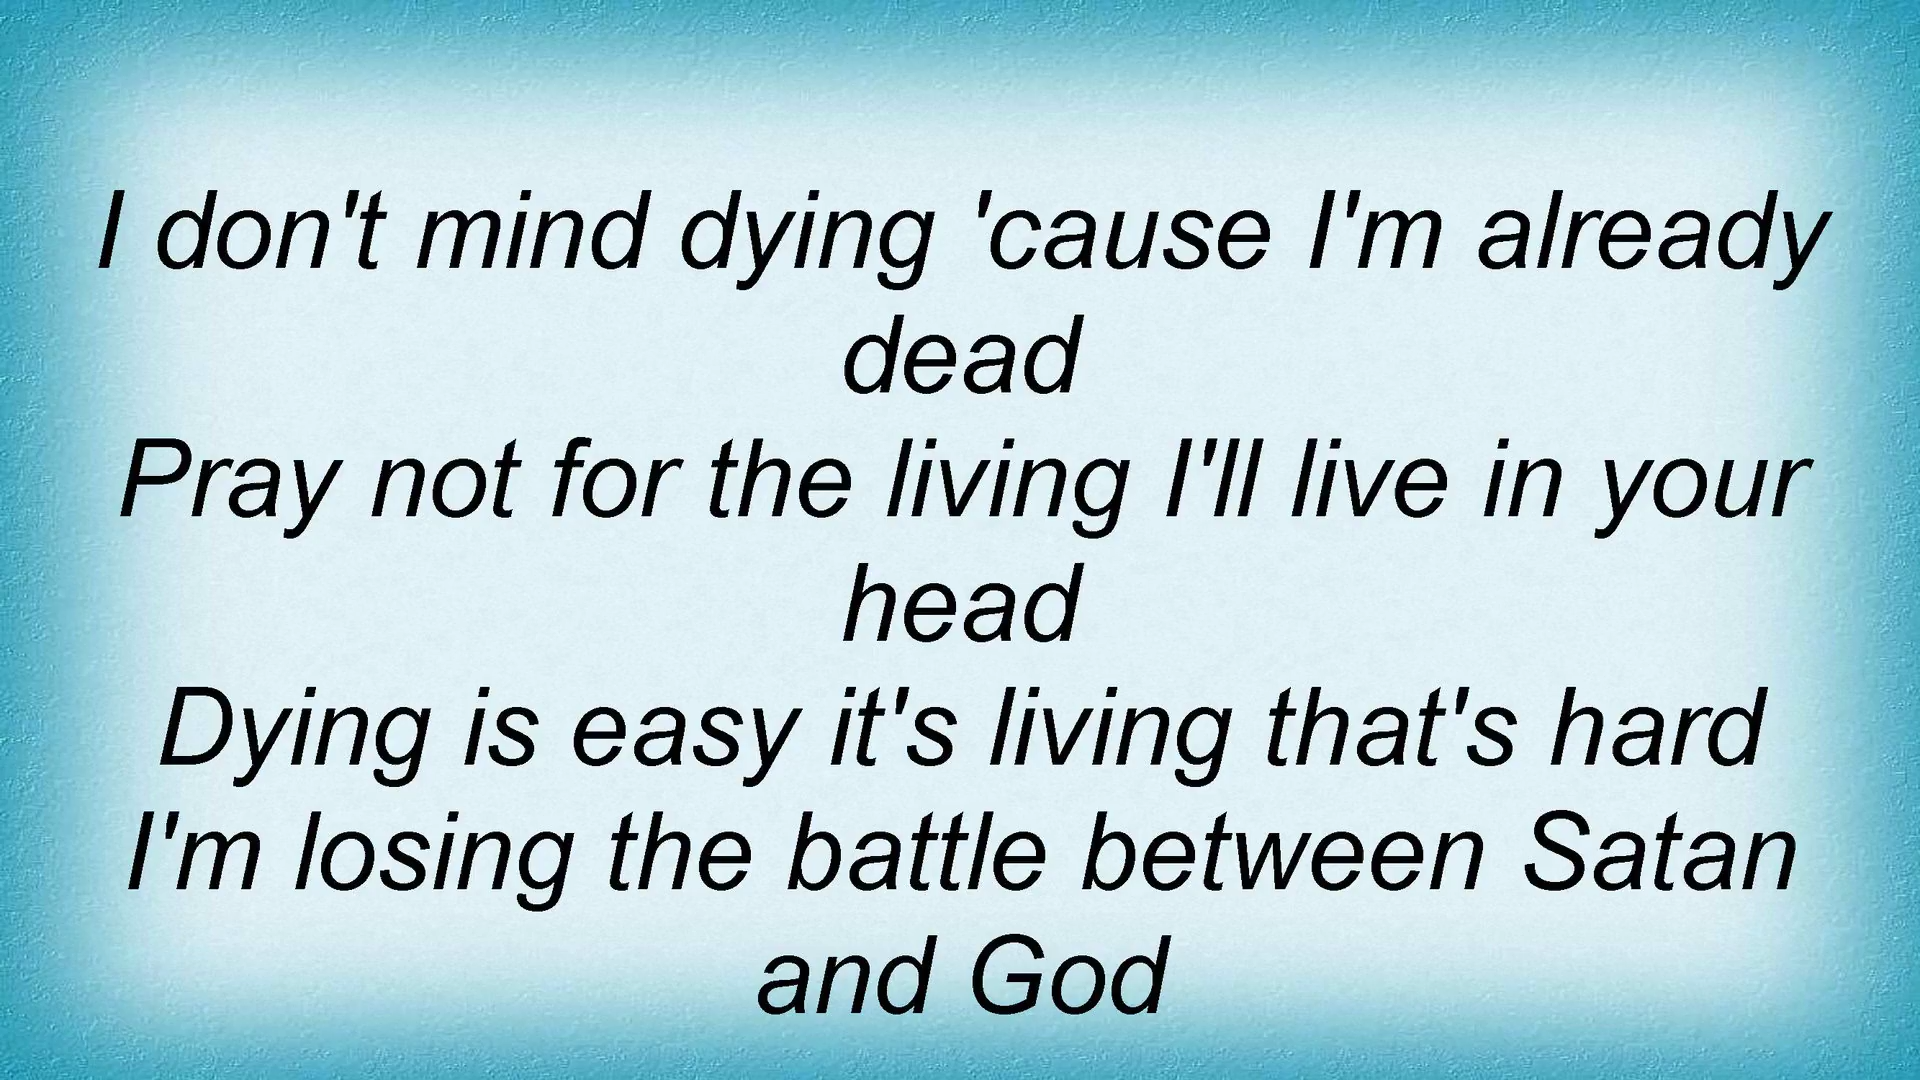 I don't mind dying 'cause I'm already
dead
Pray not for the living I'll live in your
head
Dying is easy it's living that's hard
I'm losing the battle between Satan
and God